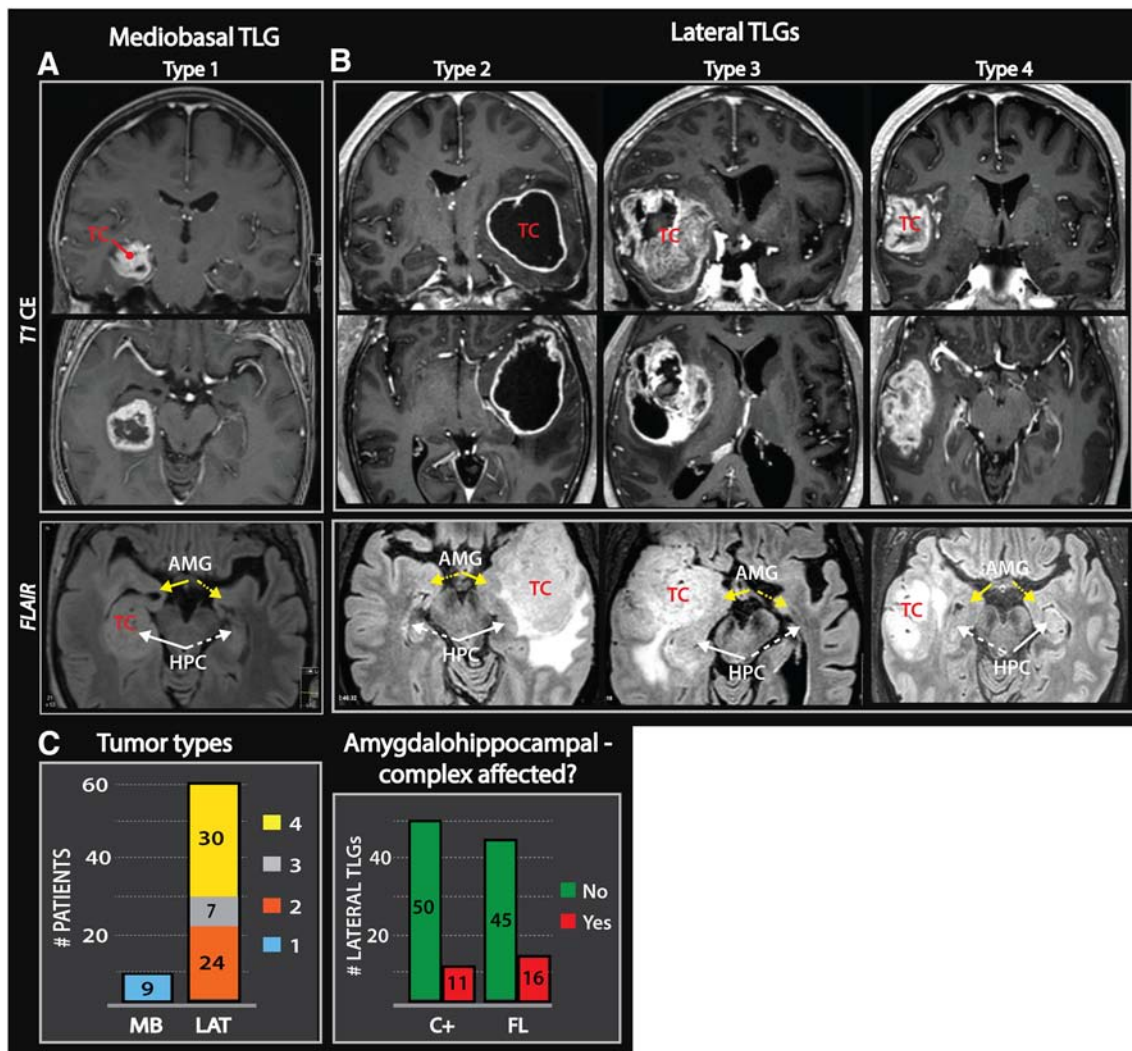 Mediobasal TLG
Lateral TLGs
A
Type 1
B
Type 2
Type 3
Type 4
T1 CE
TC
TC
TC
TC
FLAIR
AMG
TC
HPC
AMG
TC
HPC
AMG
TC
HPC
AMG
TC
HPC
C
Tumor types
# PATIENTS
60
40
20
30
7
24
9
MB
LAT
4
3
2
1
Amygdalohippocampal -
complex affected?
# LATERAL TLGs
40
20
50
11
45
16
C+
FL
No
Yes